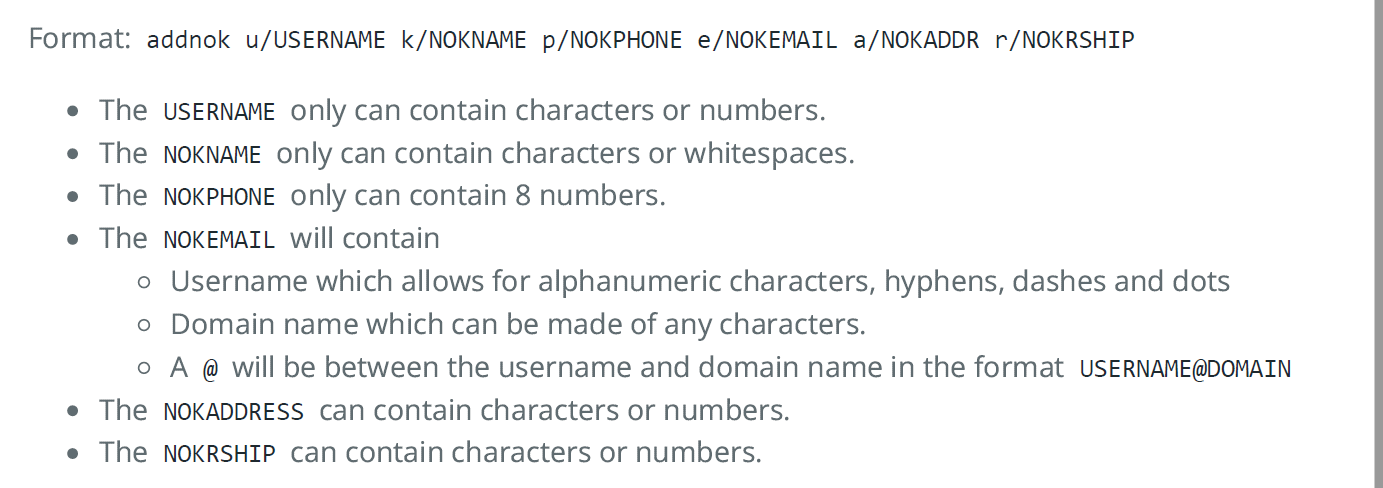 Format: addnok u/USERNAME k/NOKNAME p/NOKPHONE e/NOKEMAIL a/NOKADDR r/NOKRSHIP
The USERNAME only can contain characters or numbers.
The NOKNAME only can contain characters or whitespaces.
The NOKPHONE only can contain 8 numbers.
The NOKEMAIL will contain
Username which allows for alphanumeric characters, hyphens, dashes and dots
Domain name which can be made of any characters.
A @ will be between the username and domain name in the format USERNAME@DOMAIN
The NOKADDRESS can contain characters or numbers.
The NOKRSHIP can contain characters or numbers.